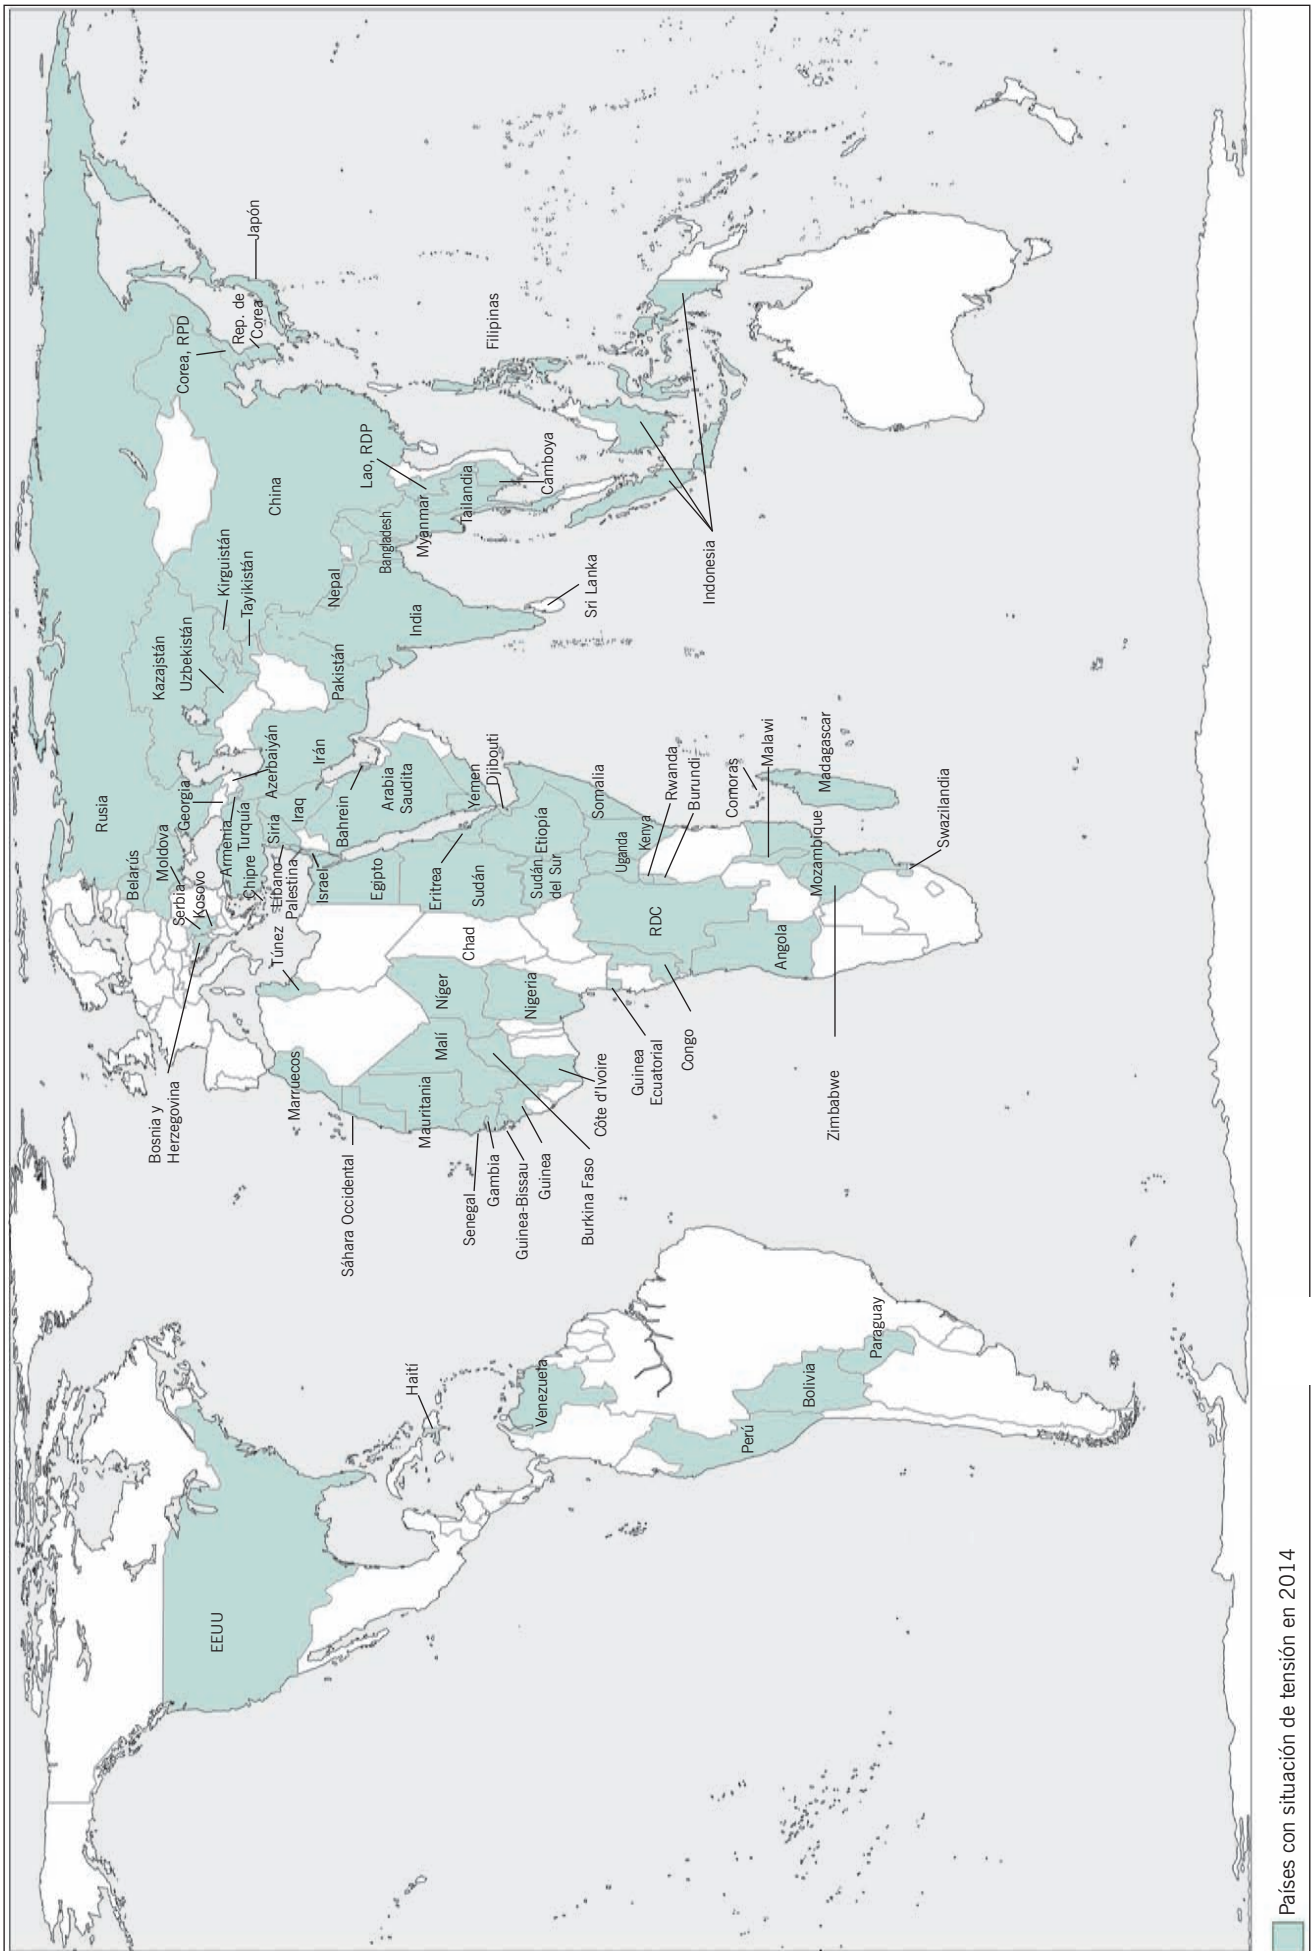 EEUU
Haití
Venezueta
Perú
Bolivia
Paraguay
Bosnia y
Herzegovina
Sáhara Occidental
Senegal
Gambia
Guinea-Bissau
Guinea
Burkina Faso
Côte d'Ivoire
Marruecos
Mauritania
Malí
Níger
Nigeria
Guinea
Ecuatorial
Congo
Zimbabwe
Túnez
Chad
RDC
Angola
Serbia
Kosovo
Moldova
Belarús
Rusia
Georgia
Armenia
Turquía
Chipre
Siria
Líbano
Palestina
Israel
Iraq
Azerbaiyán
Irán
Egipto
Bahrein
Arabia
Saudita
Eritrea
Sudán
Yemen
Djibouti
Sudán
del Sur
Etiopía
Somalia
Uganda
Kenya
Rwanda
Burundi
Comoras
Malawi
Mozambique
Madagascar
Swazilandia
Kazajstán
Uzbekistán
Kirguistán
Tayikistán
Pakistán
India
Nepal
China
Bangladesh
Myanmar
Tailandia
Lao, RDP
Camboya
Sri Lanka
Indonesia
Filipinas
Corea, RPD
Rep. de
Corea
Japón
Países con situación de tensión en 2014